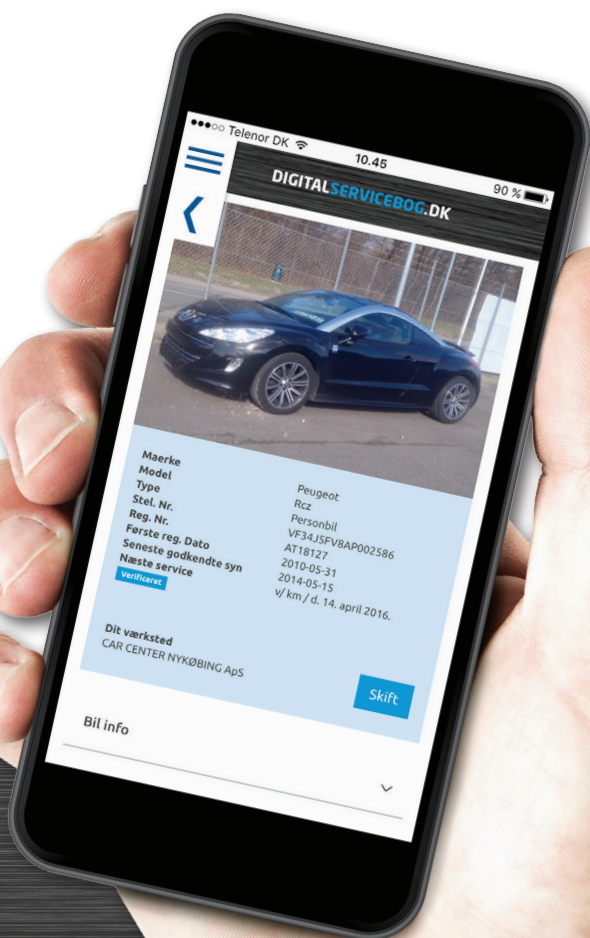 Telenor DK
10.45
90 %
DIGITALSERVICEBOG.DK
Maerke Peugeot
Model Rcz
Type Personbil
Stel. Nr. VF34J5FV8AP002586
Reg. Nr. AT18127
Første reg. Dato 2010-05-31
Seneste godkendte syn 2014-05-15
Næste service v/ km / d. 14. april 2016.
Verificeret
Dit værksted
CAR CENTER NYKØBING ApS
Skift
Bil info